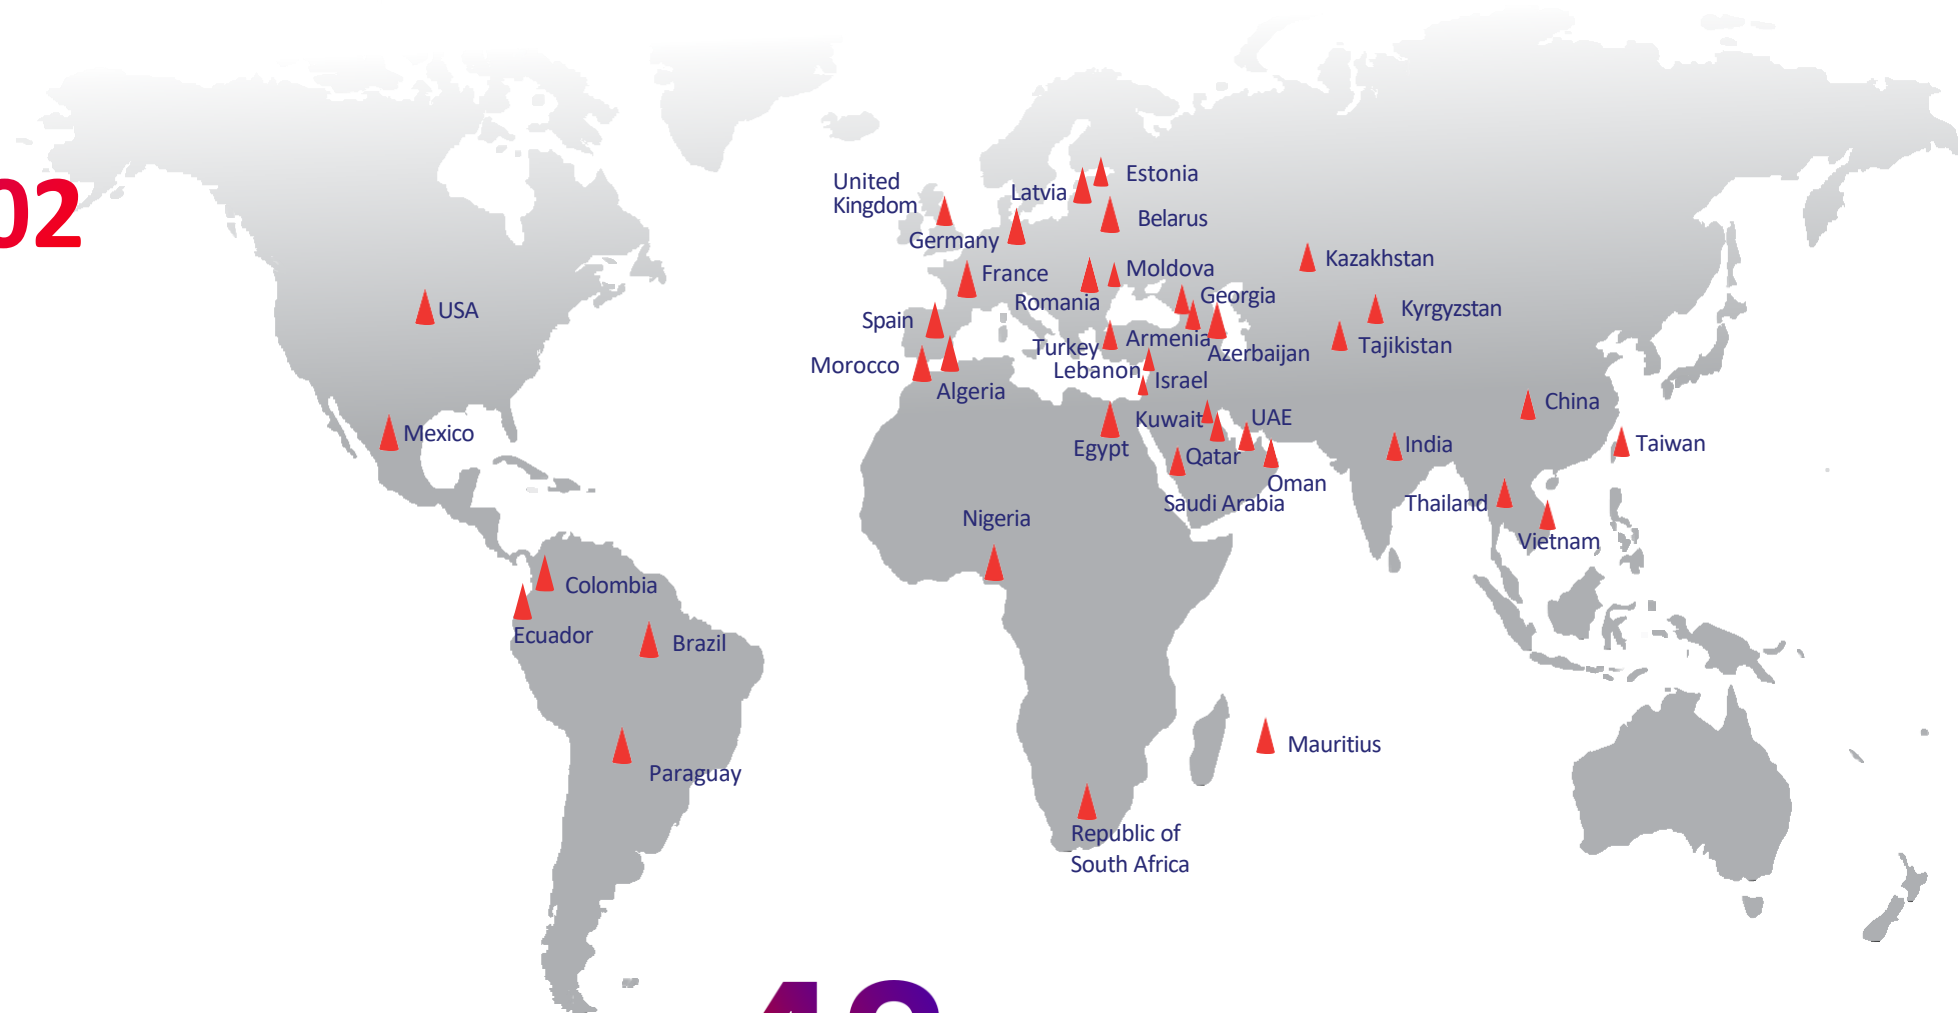 02
United
Kingdom
Latvia
Estonia
Belarus
Germany
France
Moldova
Romania
Georgia
Kazakhstan
Kyrgyzstan
USA
Spain
Turkey
Armenia
Azerbaijan
Tajikistan
Morocco
Lebanon
Israel
Algeria
China
Mexico
Kuwait
UAE
Egypt
Qatar
India
Taiwan
Oman
Saudi Arabia
Thailand
Nigeria
Vietnam
Colombia
Ecuador
Brazil
Mauritius
Paraguay
Republic of
South Africa